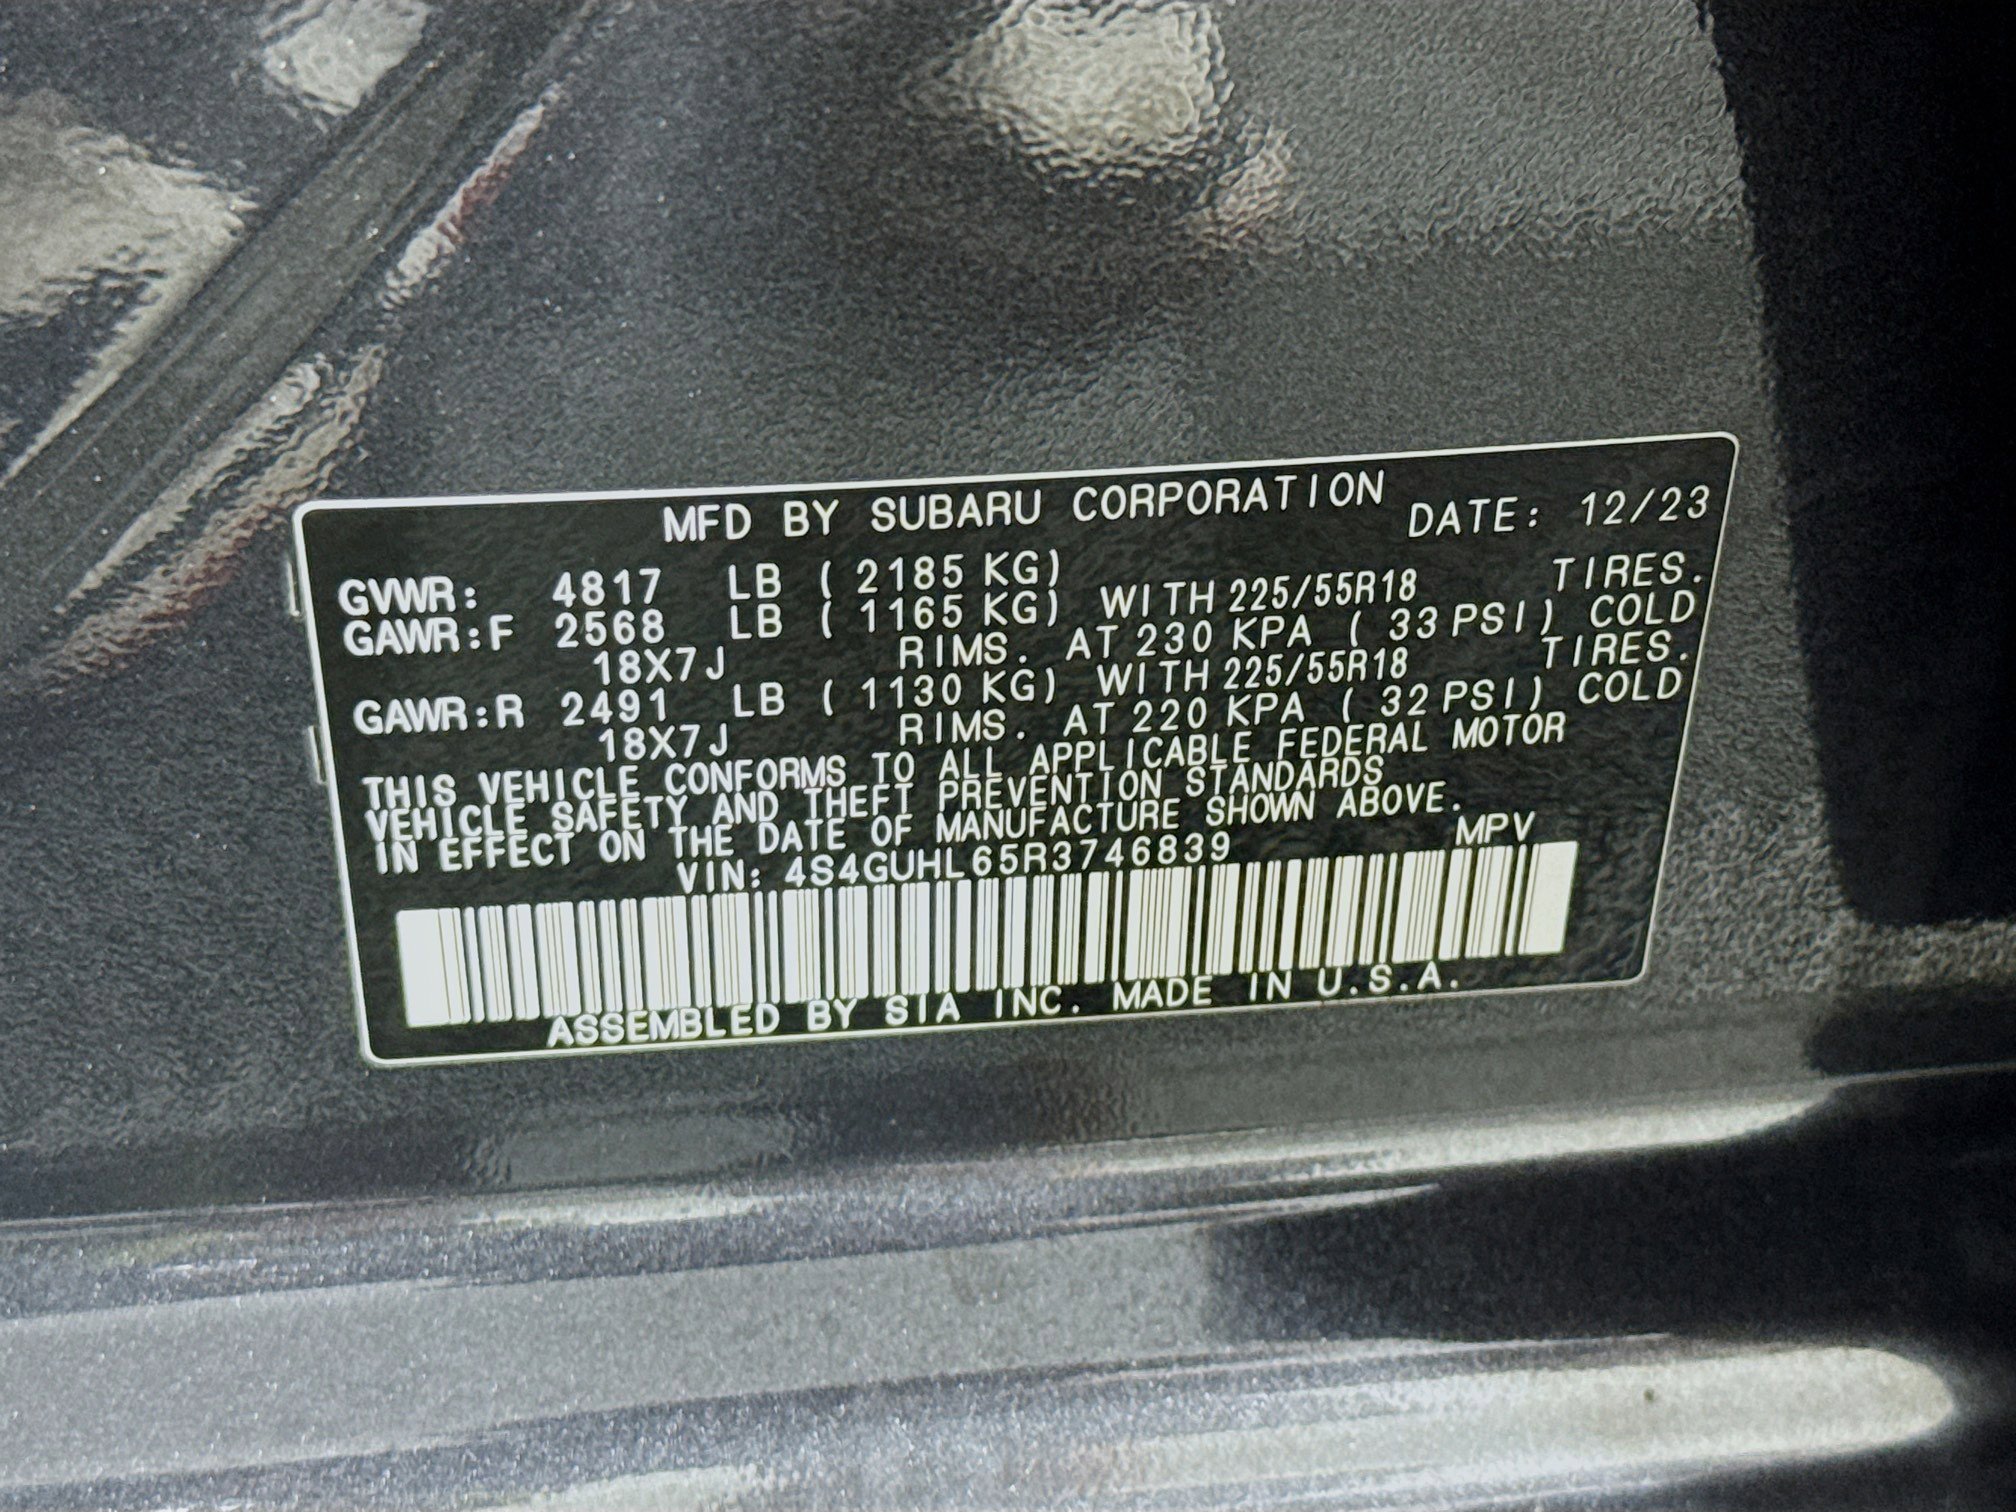 MFD BY SUBARU CORPORATION DATE: 12/23
GVWR: 4817 LB ( 2185 KG)
GAWR:F 2568 LB ( 1165 KG) WITH 225/55R18 TIRES.
18X7J RIMS. AT 230 KPA ( 33 PSI) COLD
GAWR:R 2491 LB ( 1130 KG) WITH 225/55R18 TIRES.
18X7J RIMS. AT 220 KPA ( 32 PSI) COLD
THIS VEHICLE CONFORMS TO ALL APPLICABLE FEDERAL MOTOR
VEHICLE SAFETY AND THEFT PREVENTION STANDARDS
IN EFFECT ON THE DATE OF MANUFACTURE SHOWN ABOVE.
VIN: 4S4GUHL65R3746839 MPV
ASSEMBLED BY SIA INC. MADE IN U.S.A.